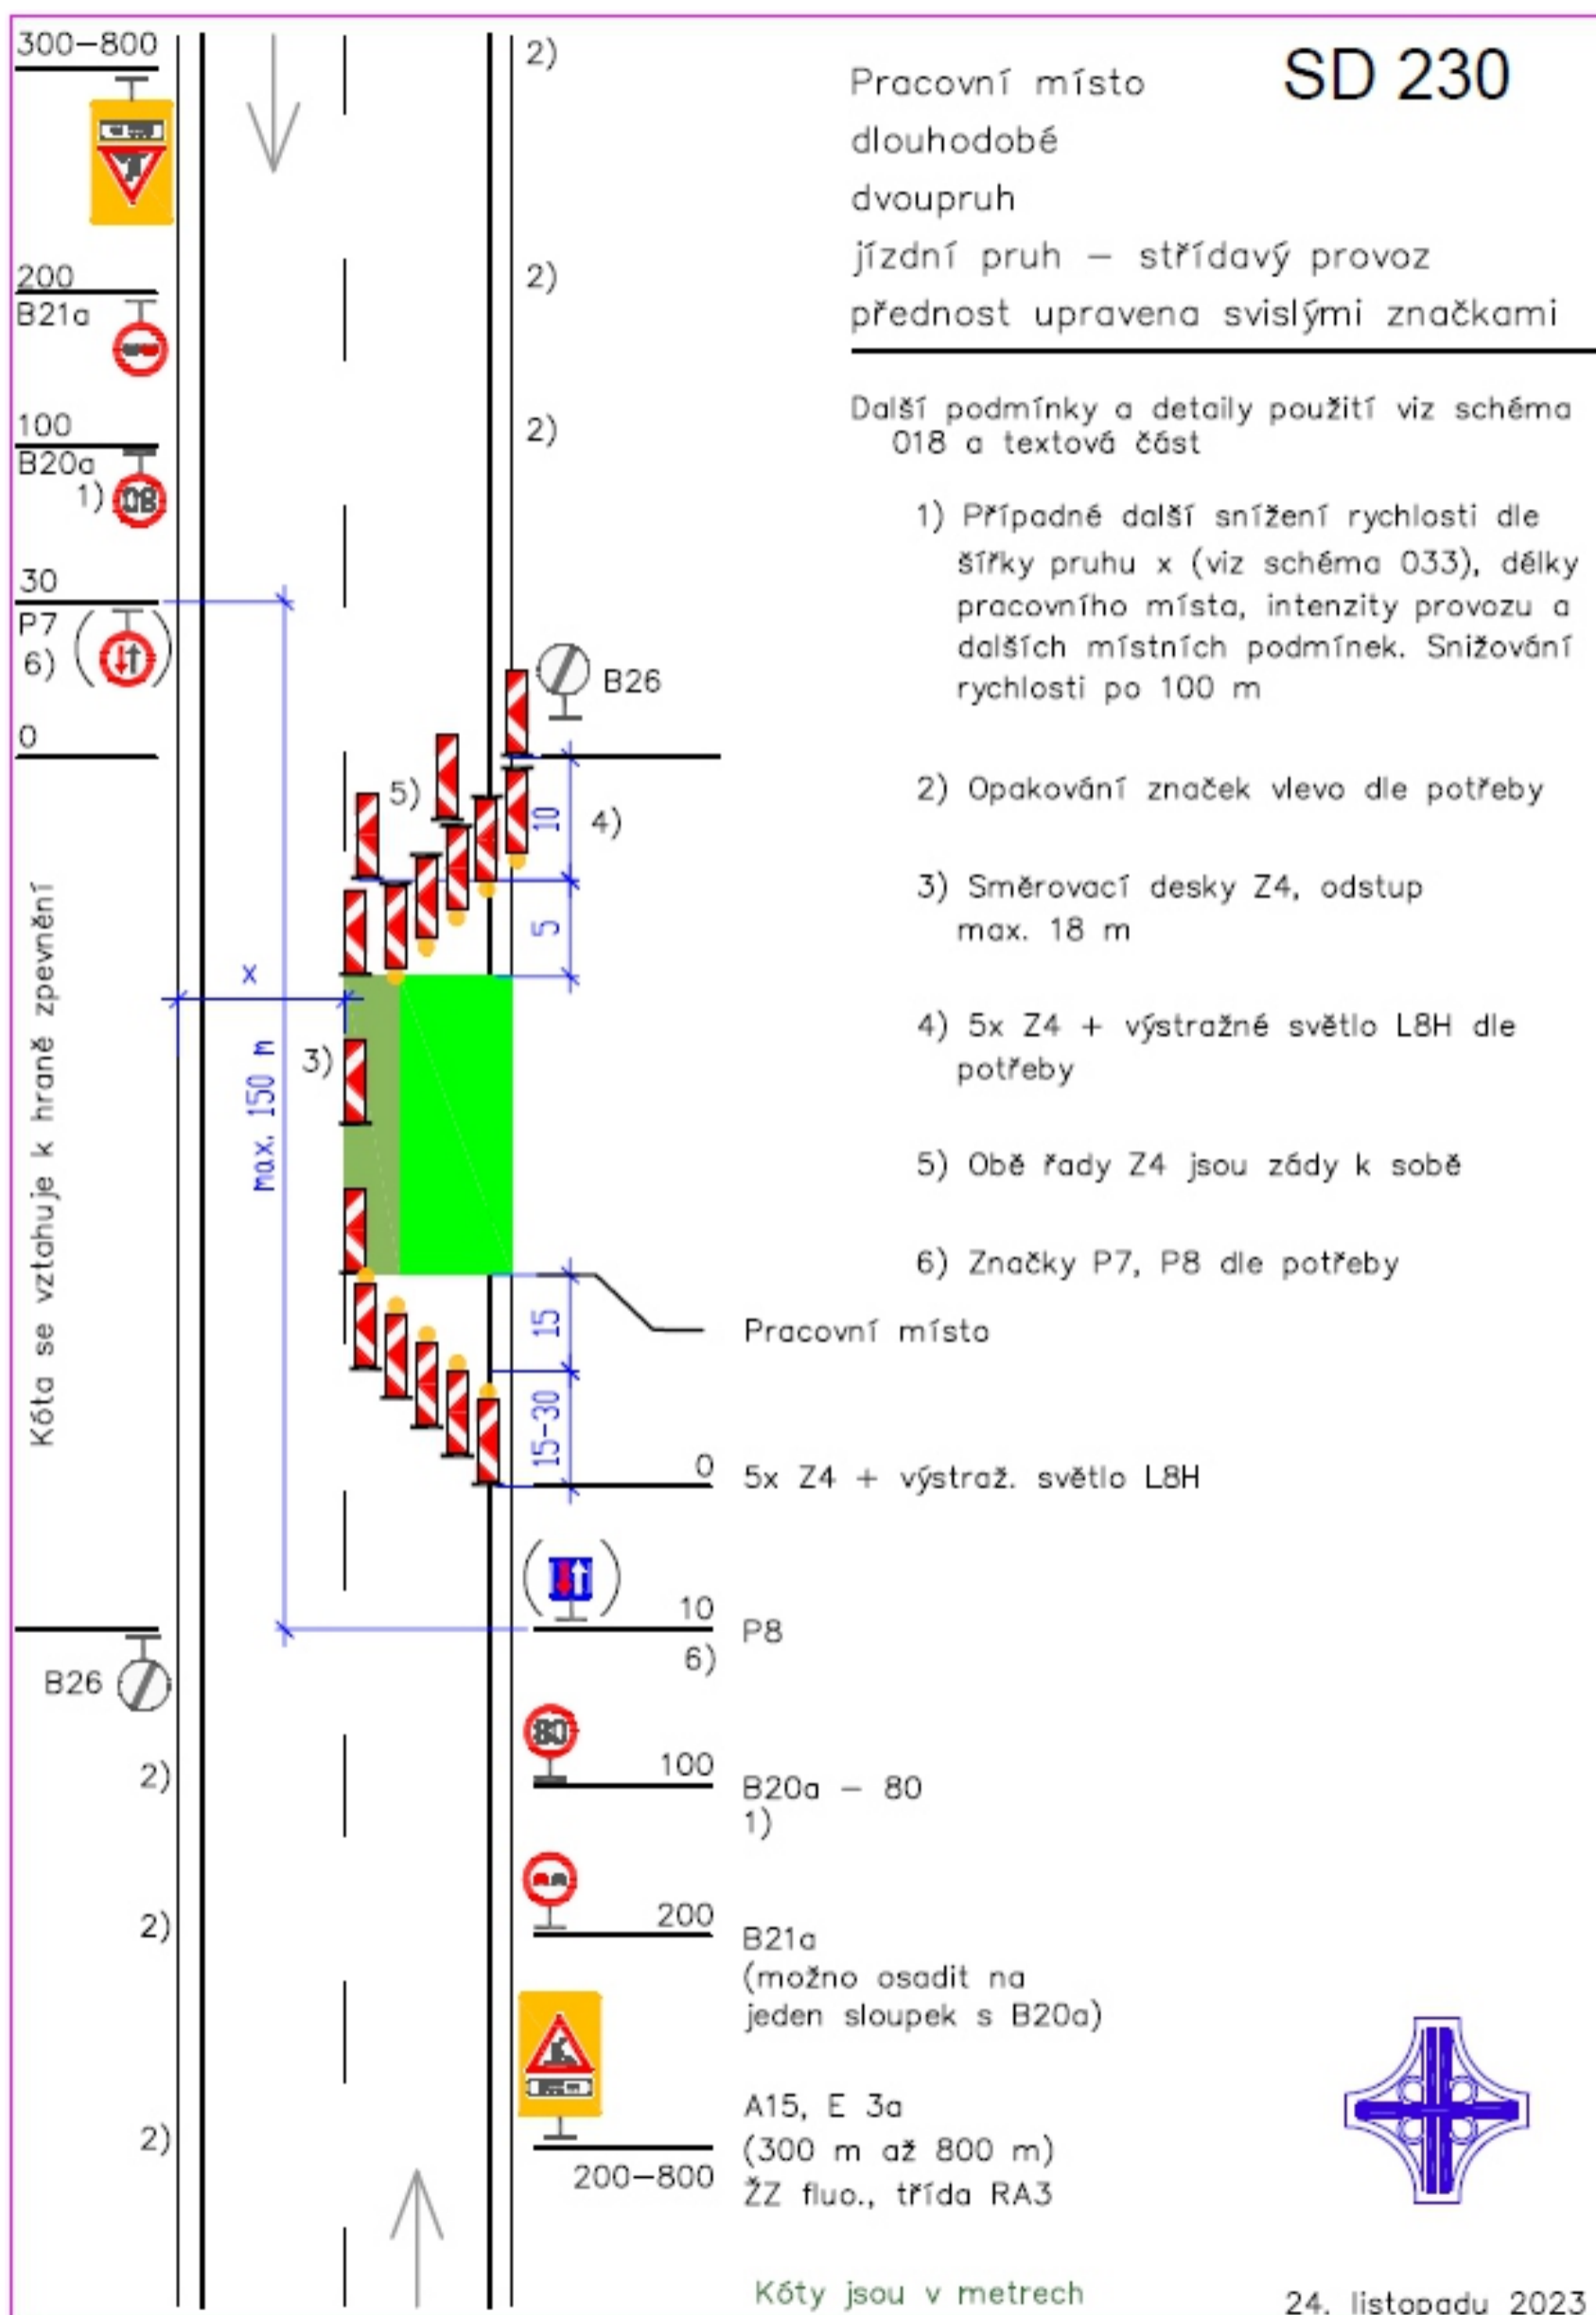 SD 230
Pracovní místo
dlouhodobé
dvoupruh
jízdní pruh – střídavý provoz
přednost upravena svislými značkami
Další podmínky a detaily použití viz schéma
018 a textová část
1) Případné další snížení rychlosti dle
šířky pruhu x (viz schéma 033), délky
pracovního místa, intenzity provozu a
dalších místních podmínek. Snižování
rychlosti po 100 m
2) Opakování značek vlevo dle potřeby
3) Směrovací desky Z4, odstup
max. 18 m
4) 5x Z4 + výstražné světlo L8H dle
potřeby
5) Obě řady Z4 jsou zády k sobě
6) Značky P7, P8 dle potřeby
300–800
200
B21a
100
B20a
1)
80
30
P7
6)
0
Kóta se vztahuje k hraně zpevnění
B26
2)
2)
2)
2)
2)
2)
B26
5)
10
4)
5
x
max. 150 m
3)
15
Pracovní místo
15-30
0
5x Z4 + výstraž. světlo L8H
10
P8
6)
80
100
B20a – 80
1)
200
B21a
(možno osadit na
jeden sloupek s B20a)
A15, E 3a
(300 m až 800 m)
200–800
ŽZ fluo., třída RA3
Kóty jsou v metrech
24. listopadu 2023